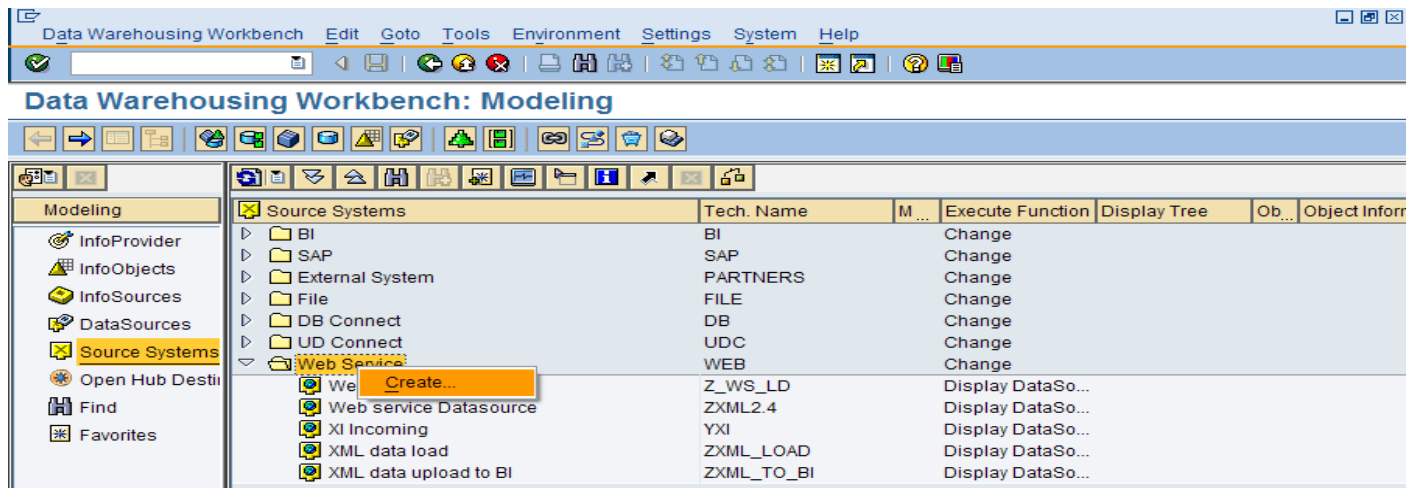 Data Warehousing Workbench Edit Goto Tools Environment Settings System Help
Data Warehousing Workbench: Modeling
Modeling Source Systems Tech. Name M... Execute Function Display Tree Ob... Object Inforr
InfoProvider BI BI Change
InfoObjects SAP SAP Change
InfoSources External System PARTNERS Change
DataSources File FILE Change
Source Systems DB Connect DB Change
Open Hub Destin UD Connect UDC Change
Find Web Service WEB Change
Favorites Create...
We Z_WS_LD Display DataSo...
Web service Datasource ZXML2.4 Display DataSo...
XI Incoming YXI Display DataSo...
XML data load ZXML_LOAD Display DataSo...
XML data upload to BI ZXML_TO_BI Display DataSo...